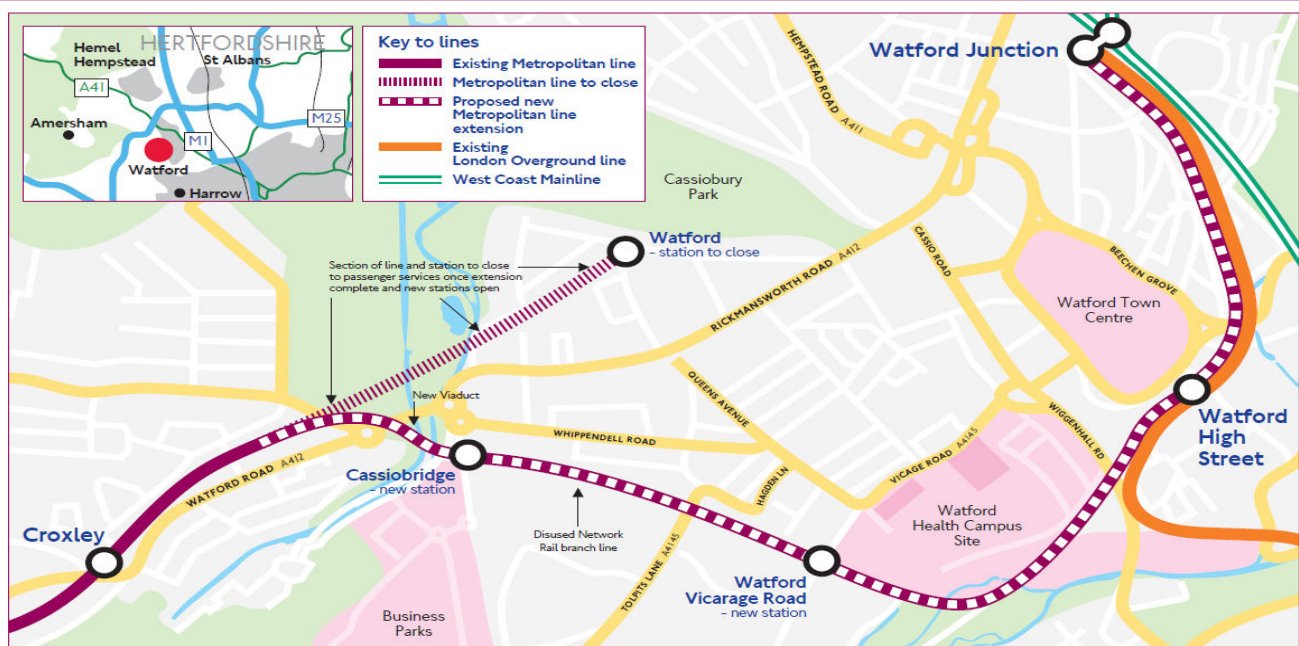 HERTFORDSHIRE
Hemel
Hempstead
St Albans
A41
Amersham
M1
M25
Watford
Harrow
Key to lines
Existing Metropolitan line
Metropolitan line to close
Proposed new
Metropolitan line
extension
Existing
London Overground line
West Coast Mainline
HEMPSTEAD ROAD A411
Watford Junction
Cassiobury
Park
Watford
- station to close
Section of line and station to close
to passenger services once extension
complete and new stations open
RICKMANSWORTH ROAD A412
CASSIO ROAD
BEECHEN GROVE
Watford Town
Centre
New Viaduct
QUEENS AVENUE
WHIPPENDELL ROAD
WIGGENHALL RD
Watford
High
Street
WATFORD ROAD A412
Cassiobridge
- new station
VICAGE ROAD A4145
HAGDEN LN
Croxley
Disused Network
Rail branch line
Watford
Health Campus
Site
TOLPITS LANE A4145
Watford
Vicarage Road
- new station
Business
Parks